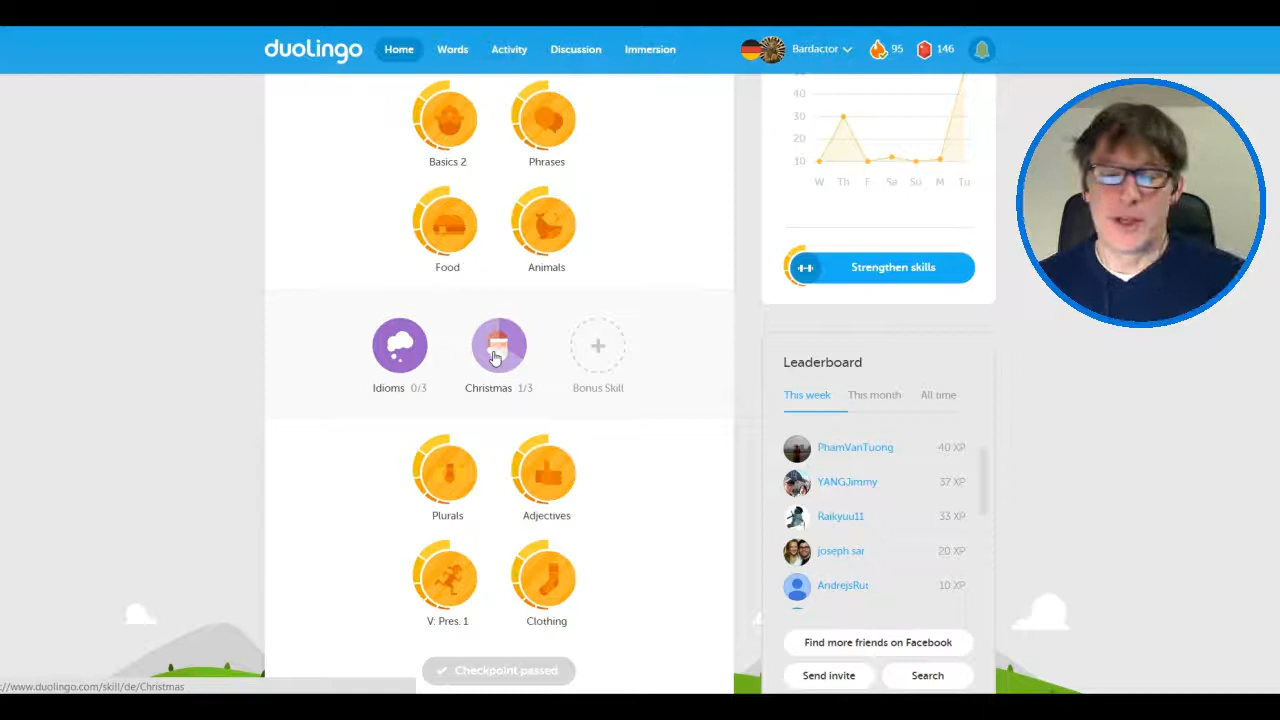 duolingo Home Words Activity Discussion Immersion Bardactor 95 146
Basics 2 Phrases
Food Animals
Idioms 0/3 Christmas 1/3 Bonus Skill
Plurals Adjectives
V: Pres. 1 Clothing
Checkpoint passed
40
30
20
10
W Th F Sa Su M Tu
Strengthen skills
Leaderboard
This week This month All time
PhamVanTuong 40 XP
YANGJimmy 37 XP
Raikyuu11 33 XP
joseph.sar 20 XP
AndrejsRut 10 XP
Find more friends on Facebook
Send invite Search
://www.duolingo.com/skill/de/Christmas